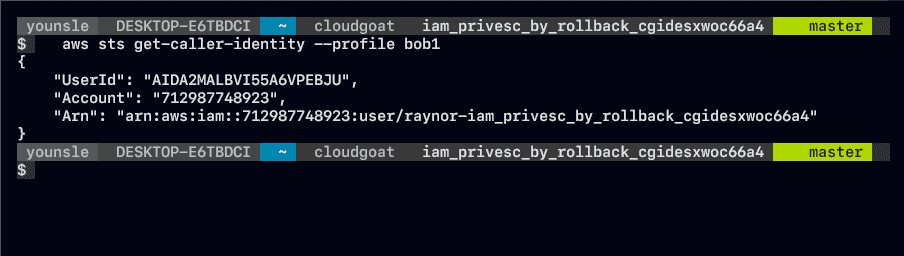 younsle DESKTOP-E6TBDCI ~ cloudgoat iam_privesc_by_rollback_cgidesxwoc66a4 master
$ aws sts get-caller-identity --profile bob1
{
"UserId": "AIDA2MALBVI55A6VPEBJU",
"Account": "712987748923",
"Arn": "arn:aws:iam::712987748923:user/raynor-iam_privesc_by_rollback_cgidesxwoc66a4"
}
younsle DESKTOP-E6TBDCI ~ cloudgoat iam_privesc_by_rollback_cgidesxwoc66a4 master
$